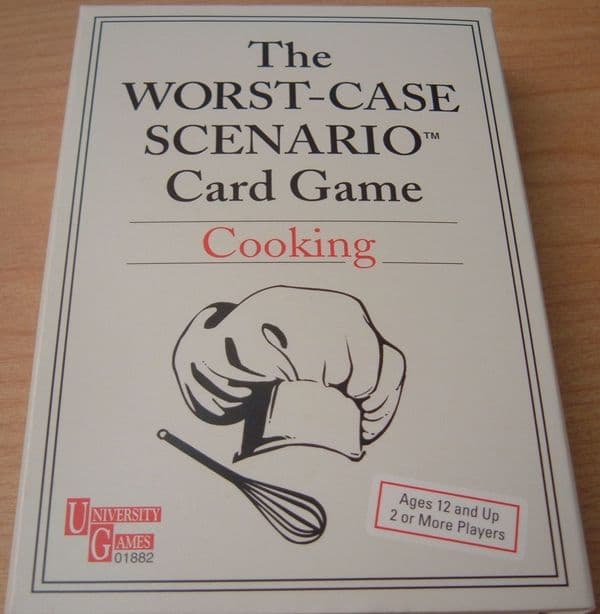 The
WORST-CASE
SCENARIO™
Card Game
Cooking
Ages 12 and Up
2 or More Players
UNIVERSITY
GAMES
01882